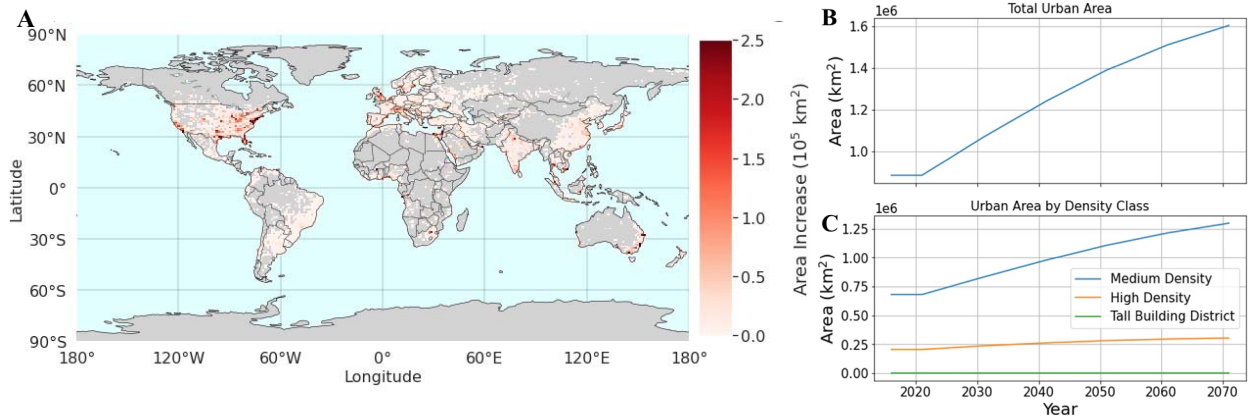 A
90°N
60°N
30°N
0°
30°S
60°S
90°S
Latitude
180°
120°W
60°W
0°
60°E
120°E
180°
Longitude
2.5
2.0
1.5
1.0
0.5
0.0
Area Increase (10⁵ km²)
B
Total Urban Area
1e6
1.6
1.4
1.2
1.0
Area (km²)
C
Urban Area by Density Class
1e6
1.25
1.00
0.75
0.50
0.25
0.00
Area (km²)
Medium Density
High Density
Tall Building District
2020
2030
2040
2050
2060
2070
Year